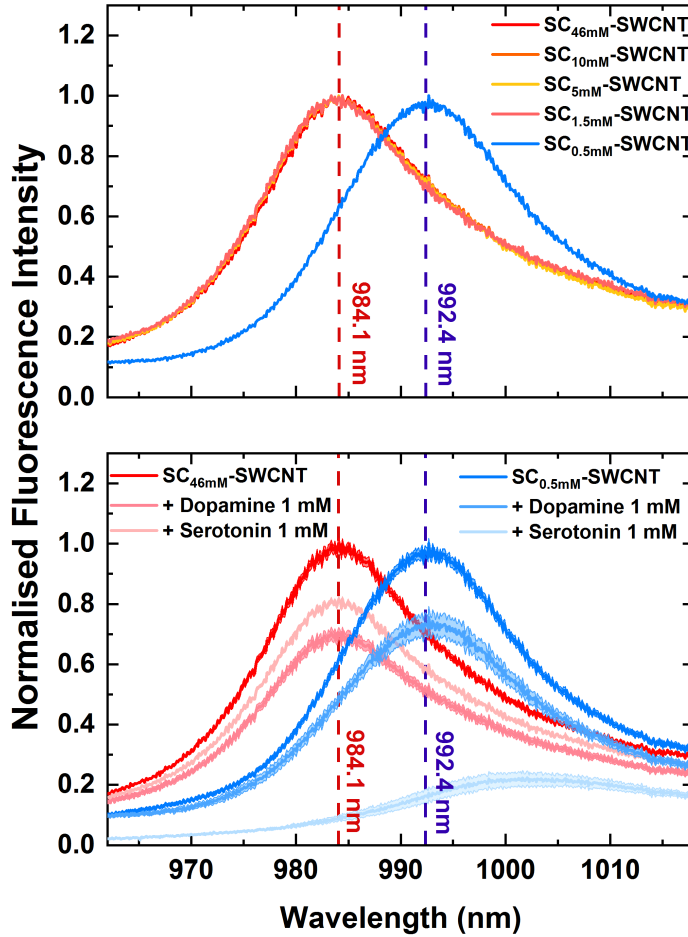 Normalised Fluorescence Intensity
1.2
1.0
0.8
0.6
0.4
0.2
0.0
SC46mM-SWCNT
SC10mM-SWCNT
SC5mM-SWCNT
SC1.5mM-SWCNT
SC0.5mM-SWCNT
984.1 nm
992.4 nm
1.2
1.0
0.8
0.6
0.4
0.2
0.0
SC46mM-SWCNT
+ Dopamine 1 mM
+ Serotonin 1 mM
SC0.5mM-SWCNT
+ Dopamine 1 mM
+ Serotonin 1 mM
984.1 nm
992.4 nm
970 980 990 1000 1010
Wavelength (nm)